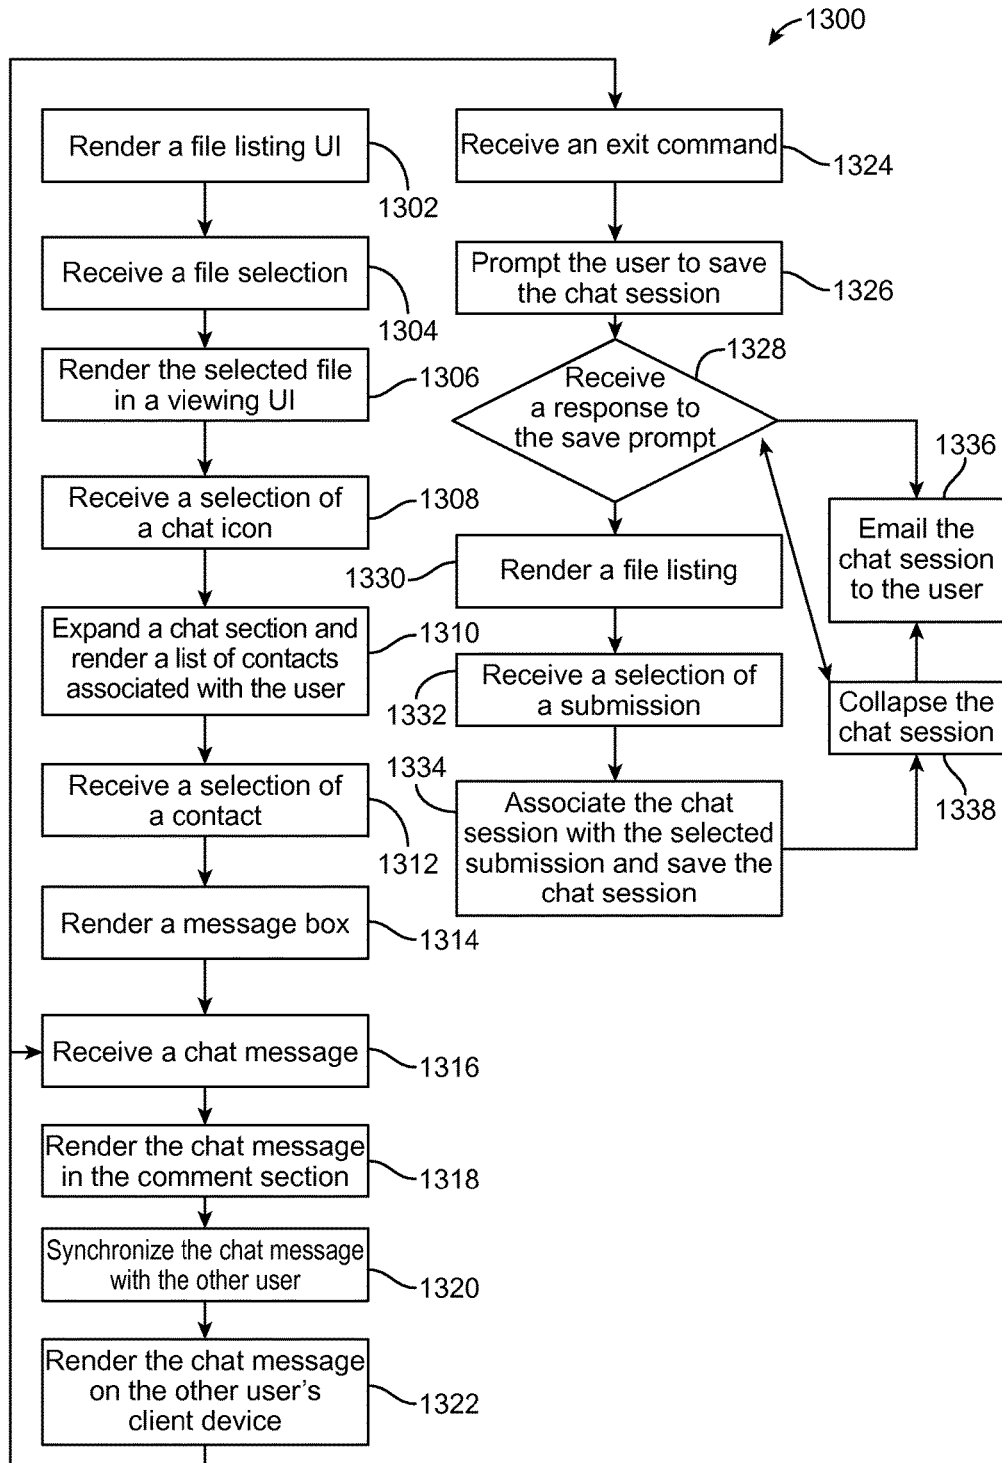 1300
Render a file listing UI
1302
Receive a file selection
1304
Render the selected file
in a viewing UI
1306
Receive a selection of
a chat icon
1308
Expand a chat section and
render a list of contacts
associated with the user
1310
Receive a selection of
a contact
1312
Render a message box
1314
Receive a chat message
1316
Render the chat message
in the comment section
1318
Synchronize the chat message
with the other user
1320
Render the chat message
on the other user's
client device
1322
Receive an exit command
1324
Prompt the user to save
the chat session
1326
Receive
a response to
the save prompt
1328
Render a file listing
1330
Receive a selection of
a submission
1332
Associate the chat
session with the selected
submission and save the
chat session
1334
1336
Email the
chat session
to the user
Collapse the
chat session
1338